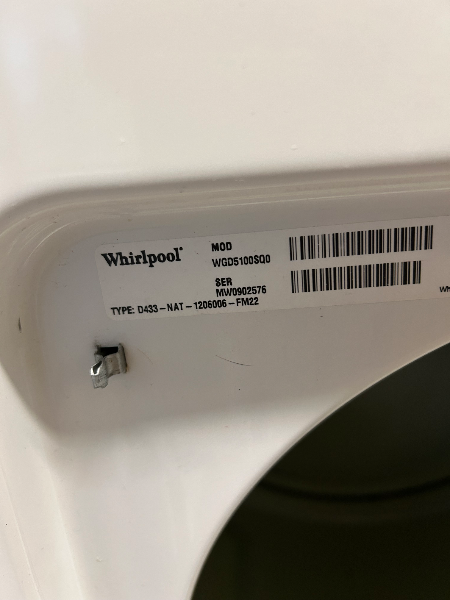 Whirlpool®
MOD
WGD5100SQ0
SER
MW0902576
TYPE: D433-NAT-1206006-FM22